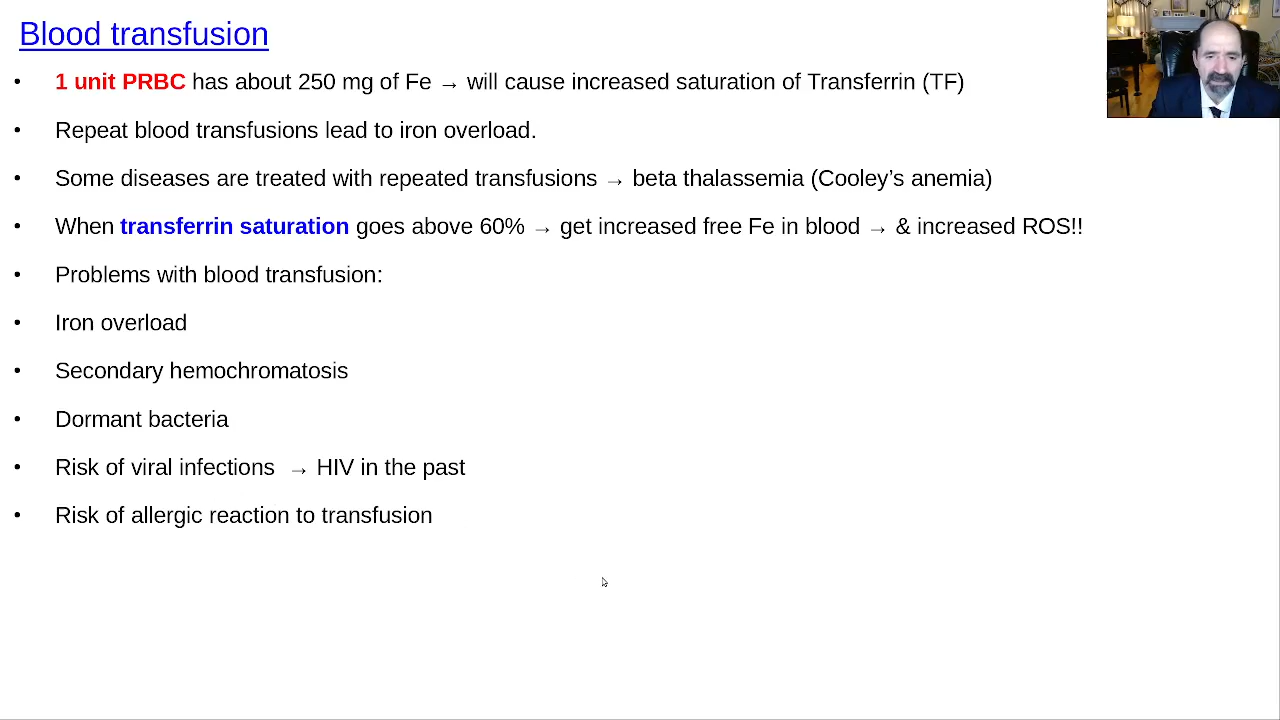 Blood transfusion
• 1 unit PRBC has about 250 mg of Fe → will cause increased saturation of Transferrin (TF)
• Repeat blood transfusions lead to iron overload.
• Some diseases are treated with repeated transfusions → beta thalassemia (Cooley’s anemia)
• When transferrin saturation goes above 60% → get increased free Fe in blood → & increased ROS!!
• Problems with blood transfusion:
• Iron overload
• Secondary hemochromatosis
• Dormant bacteria
• Risk of viral infections → HIV in the past
• Risk of allergic reaction to transfusion